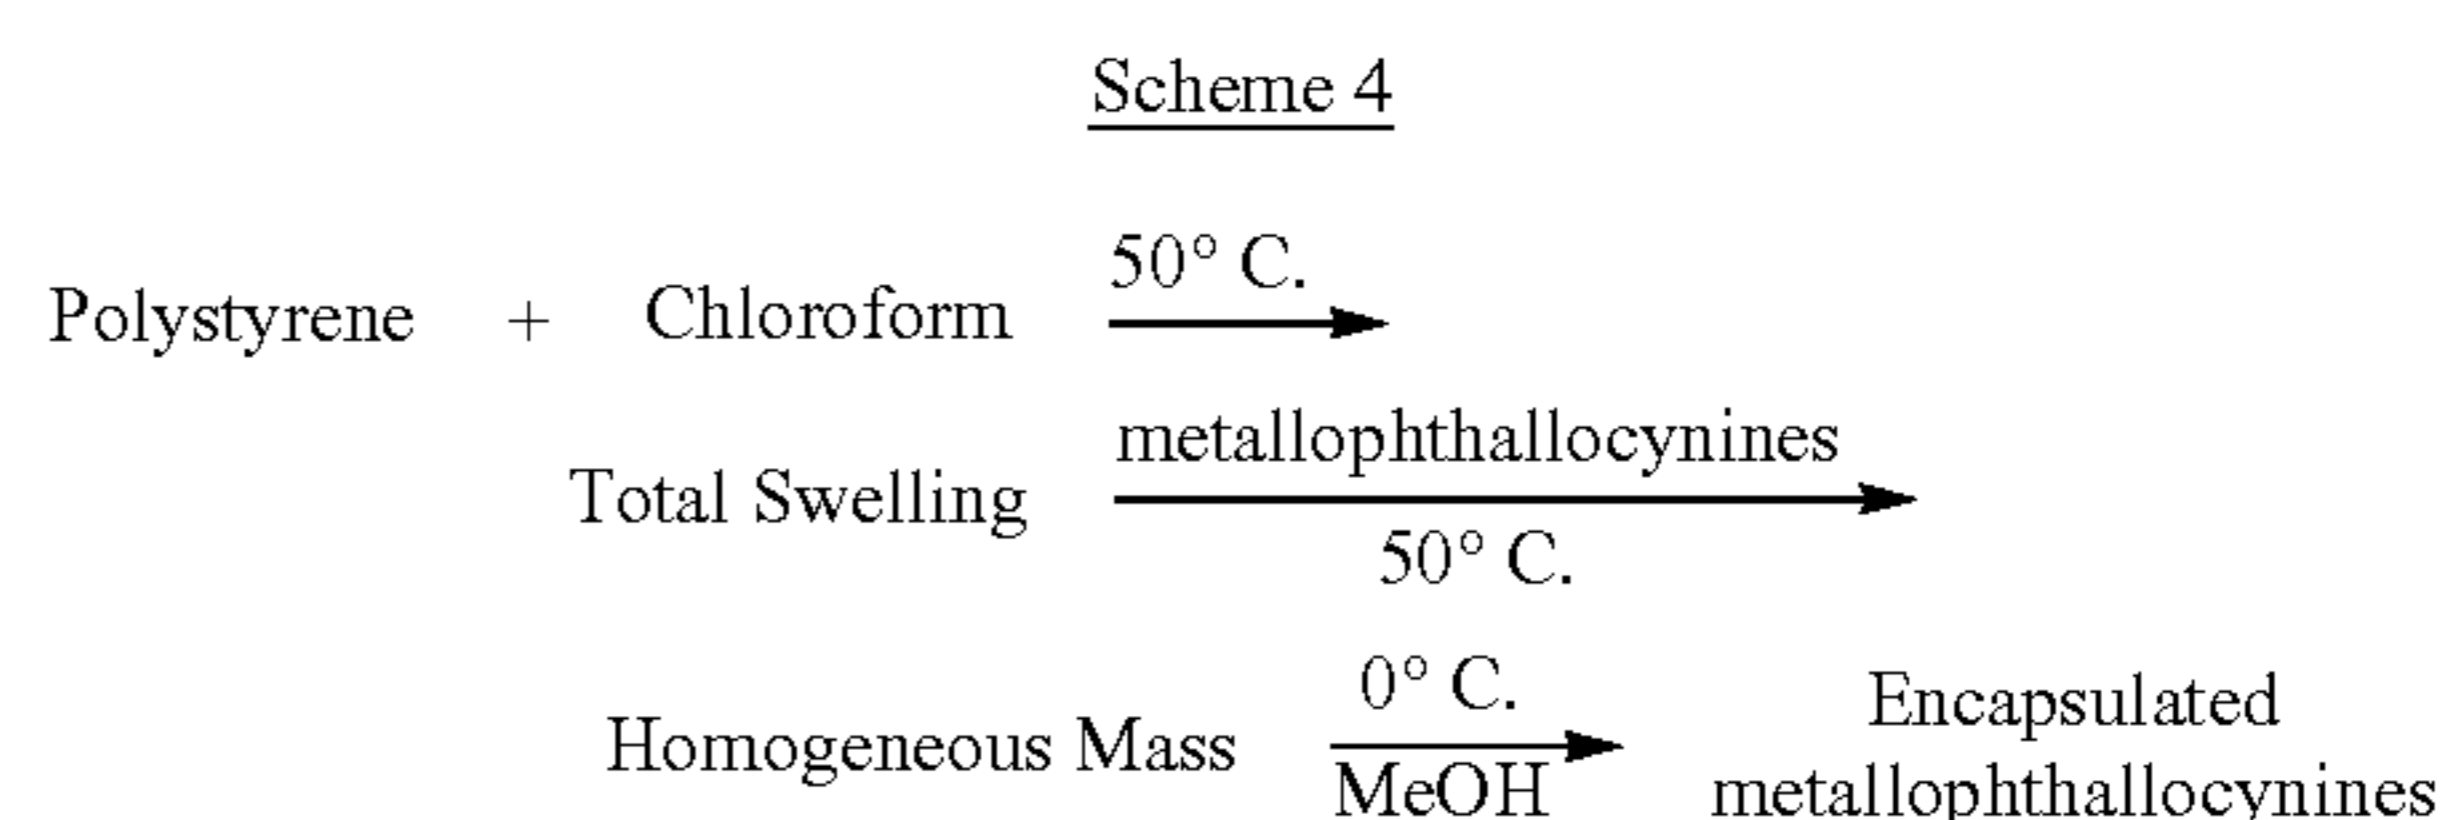 Scheme 4
50° C.
Polystyrene + Chloroform
metallophthallocynines
Total Swelling
50° C.
0° C.
Homogeneous Mass
MeOH
Encapsulated
metallophthallocynines